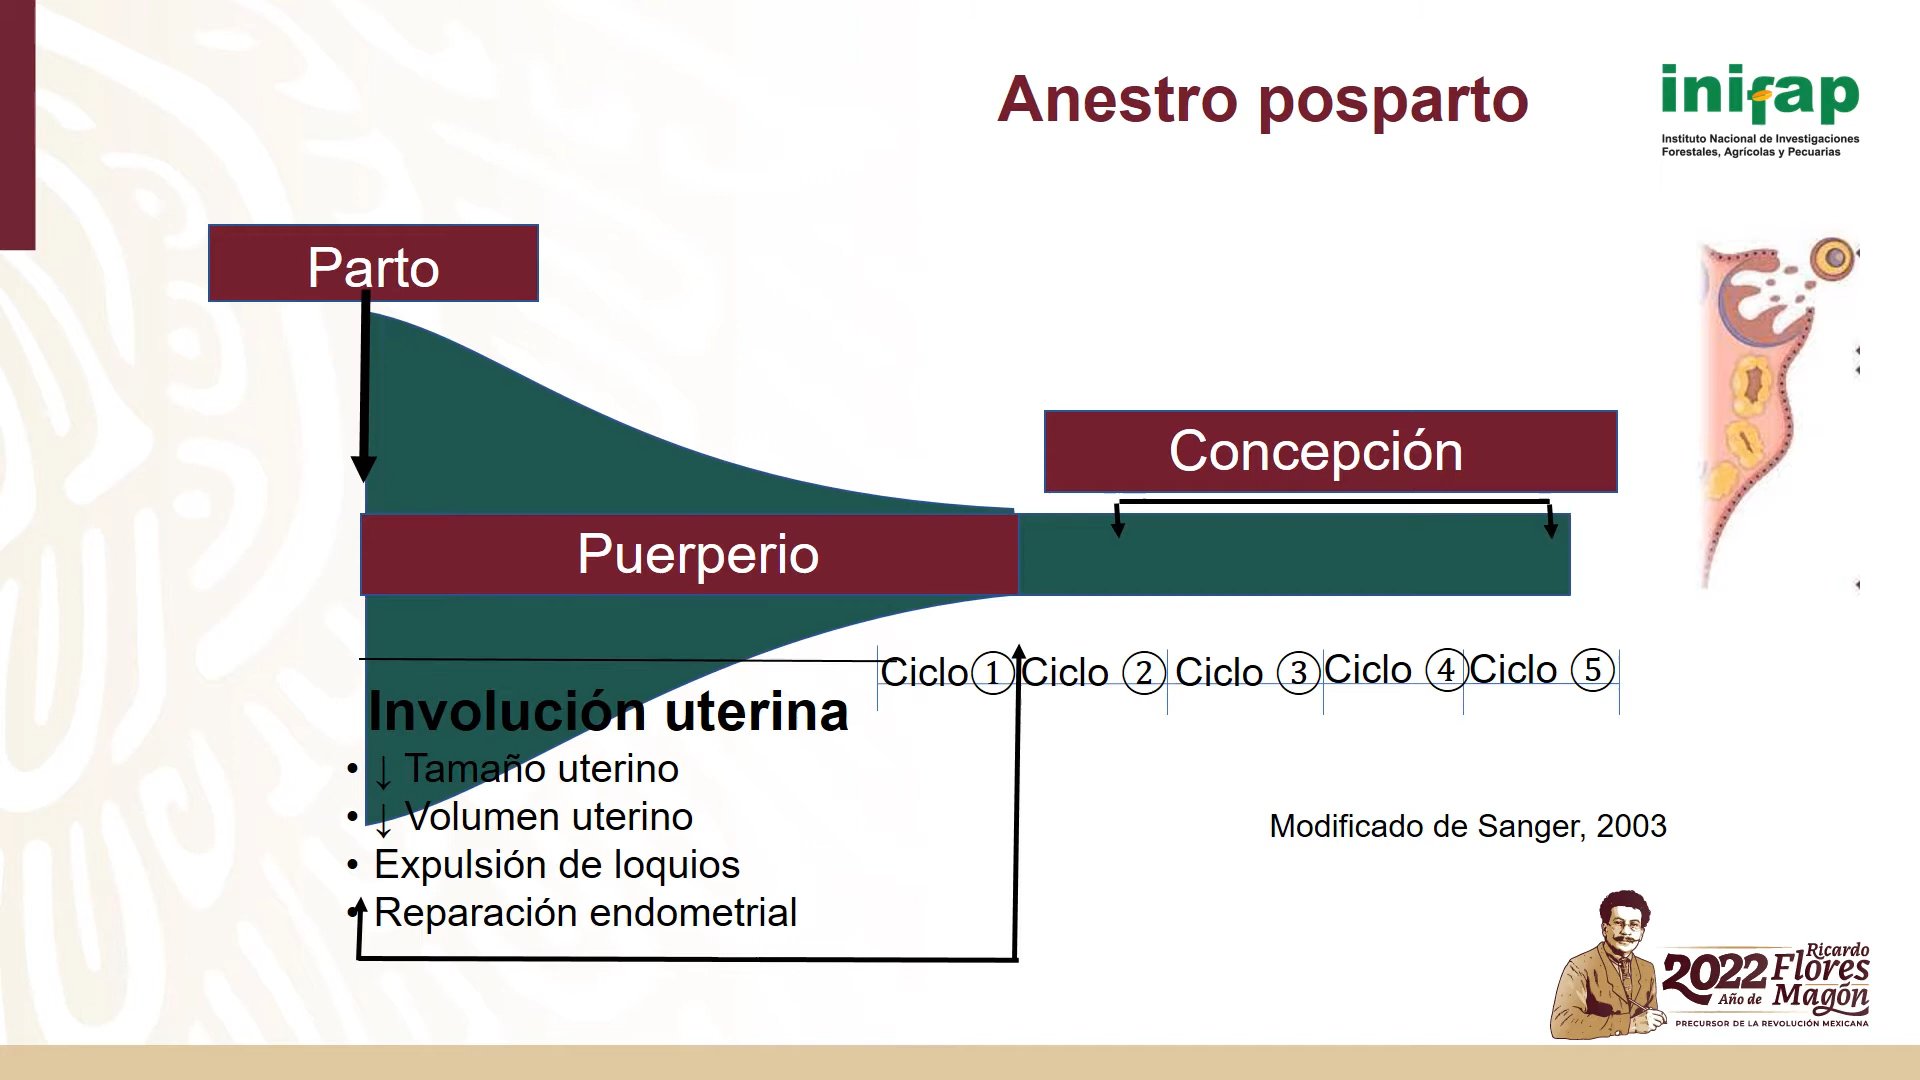 Anestro posparto
inifap
Instituto Nacional de Investigaciones
Forestales, Agrícolas y Pecuarias
Parto
Concepción
Puerperio
Ciclo① Ciclo ② Ciclo ③ Ciclo ④ Ciclo ⑤
Involución uterina
• ↓ Tamaño uterino
• ↓ Volumen uterino
• Expulsión de loquios
• Reparación endometrial
Modificado de Sanger, 2003
2022 Ricardo
Flores
Año de Magón
PRECURSOR DE LA REVOLUCIÓN MEXICANA